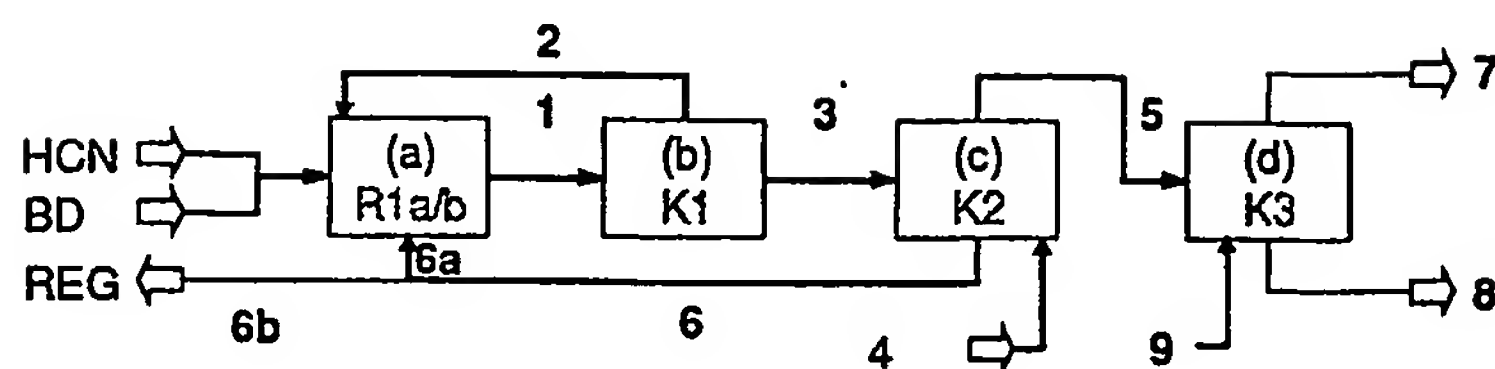 2
1 3 5 7
HCN (a) (b) (c) (d)
BD R1a/b K1 K2 K3
REG 6a 8
6b 6 4 9